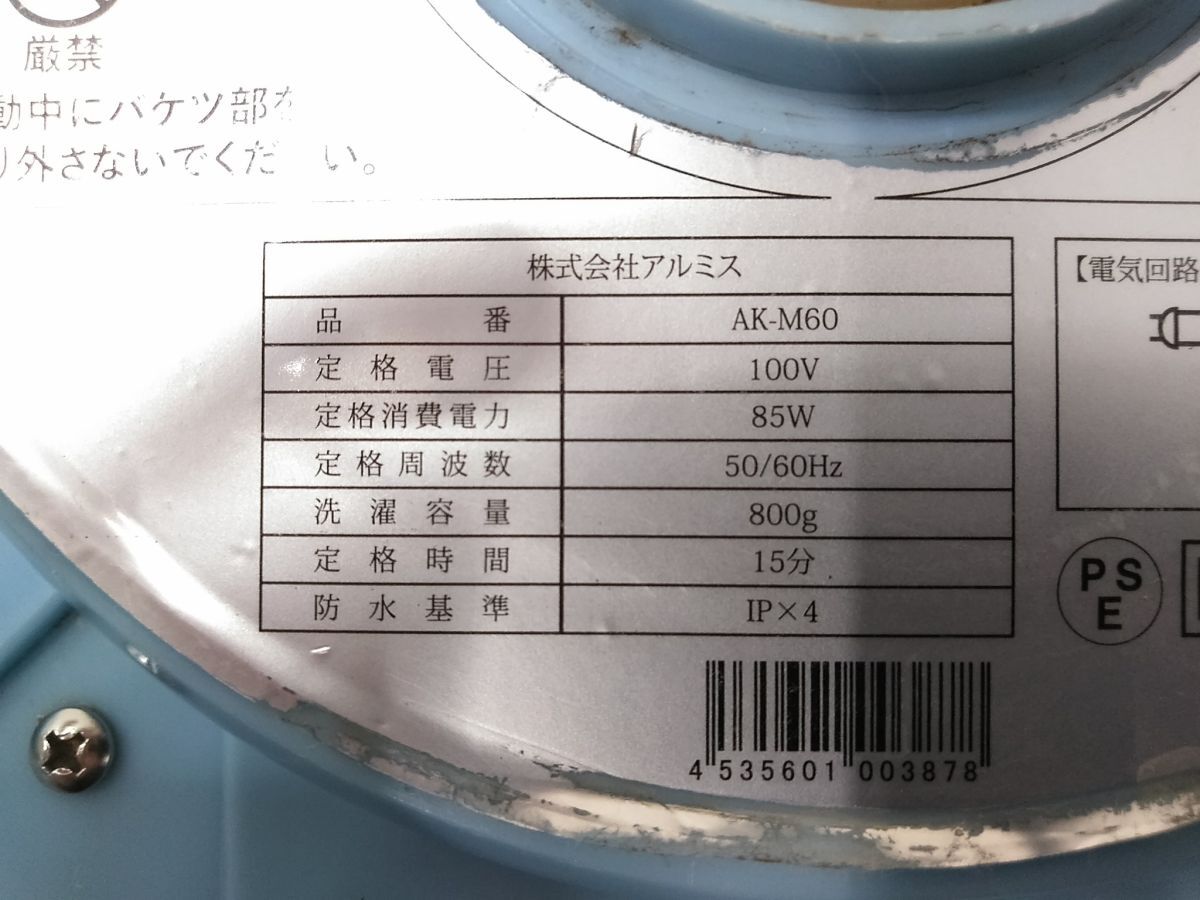 厳禁
動中にバケツ部を
り外さないでくだ い。
株式会社アルミス
品番 AK-M60
定格電圧 100V
定格消費電力 85W
定格周波数 50/60Hz
洗濯容量 800g
定格時間 15分
防水基準 IP×4
【電気回路
PS
E
4 535601 003878